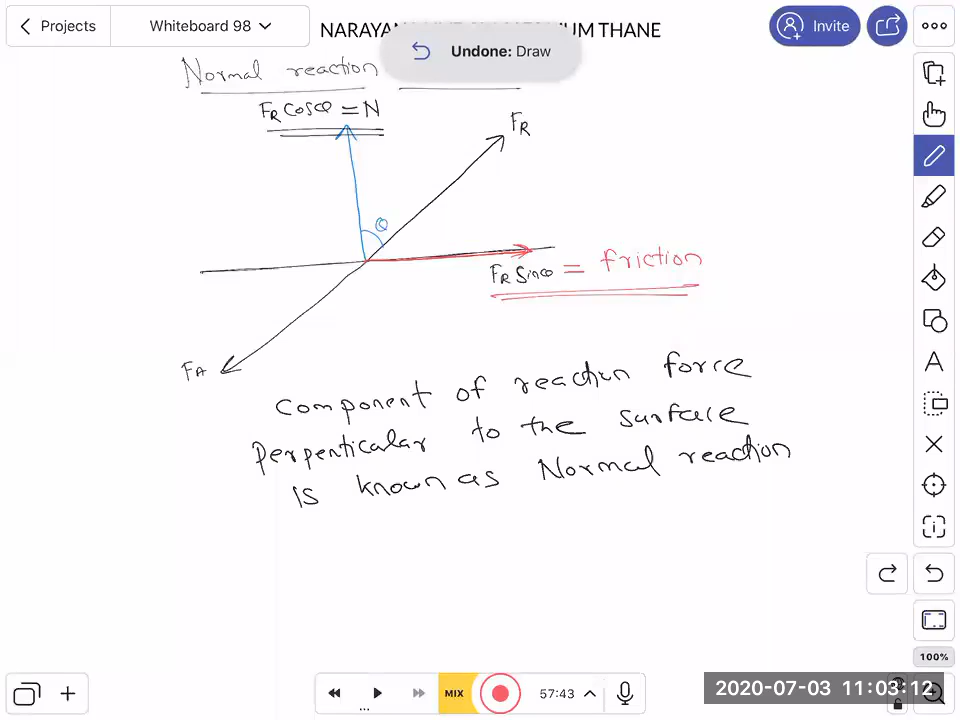 Projects
Whiteboard 98
UM THANE
Invite
Undone: Draw
Normal reaction
FR cosθ = N
FR
θ
FR sinθ = friction
FA
component of reaction force
perpenticular to the surface
is known as Normal reaction
100%
MIX
57:43
2020-07-03 11:03:12